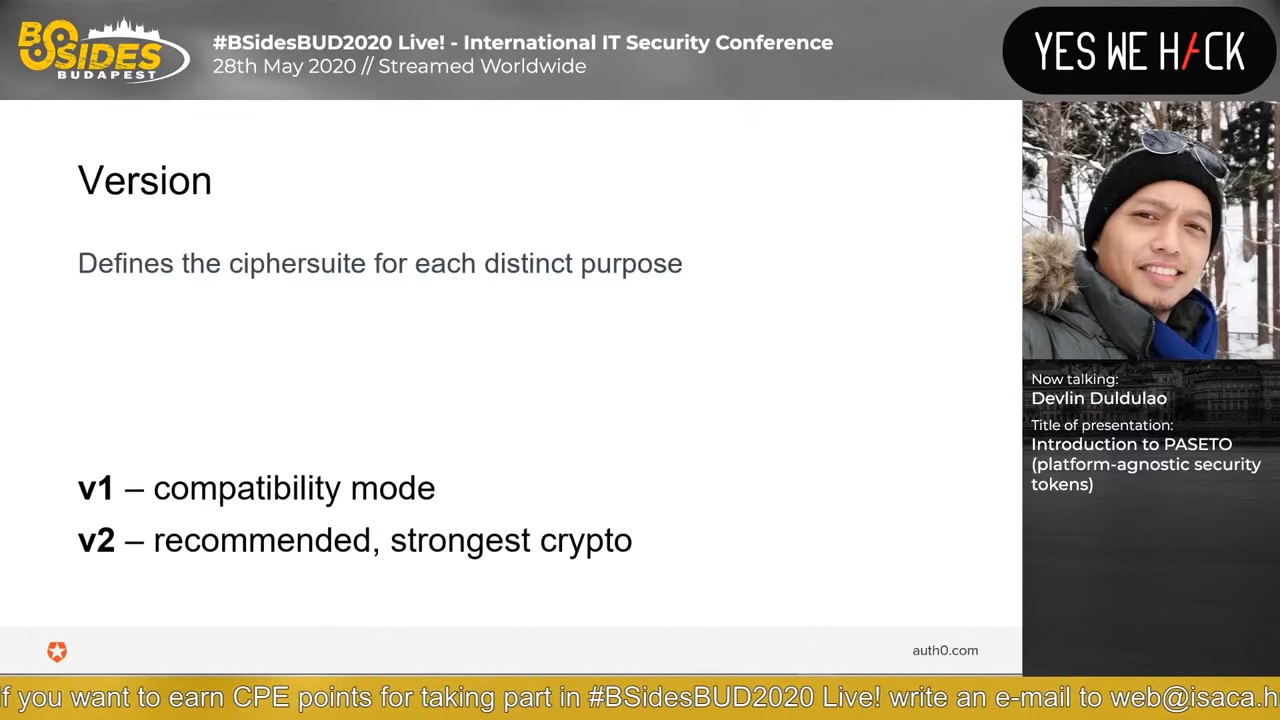 BSIDES
BUDAPEST
#BSidesBUD2020 Live! - International IT Security Conference
28th May 2020 // Streamed Worldwide
YES WE H/CK
Version
Defines the ciphersuite for each distinct purpose
v1 – compatibility mode
v2 – recommended, strongest crypto
auth0.com
Now talking:
Devlin Duldulao
Title of presentation:
Introduction to PASETO
(platform-agnostic security
tokens)
If you want to earn CPE points for taking part in #BSidesBUD2020 Live! write an e-mail to web@isaca.h